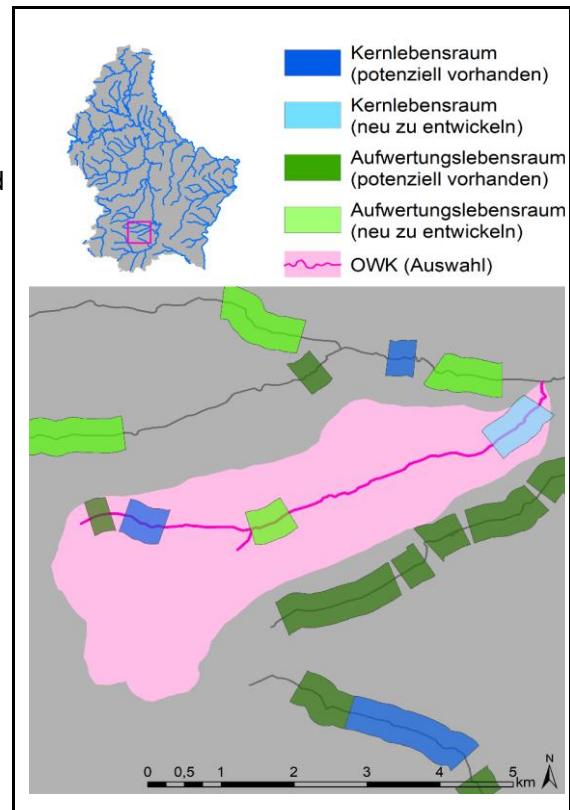 Kernlebensraum
(potenziell vorhanden)
Kernlebensraum
(neu zu entwickeln)
Aufwertungslebensraum
(potenziell vorhanden)
Aufwertungslebensraum
(neu zu entwickeln)
OWK (Auswahl)
d
N
0 0,5 1 2 3 4 5
km